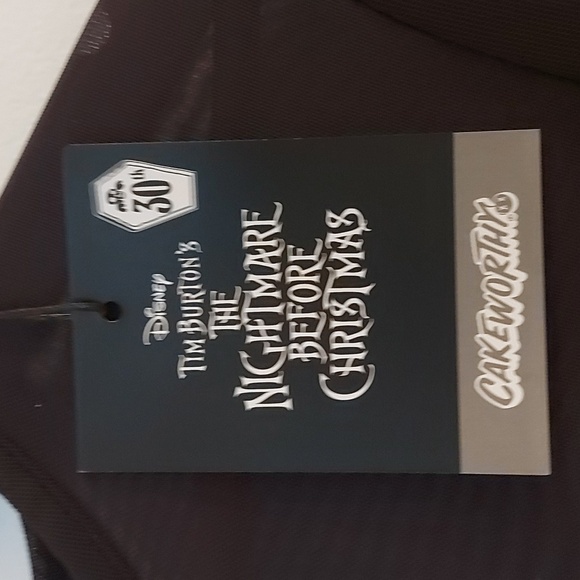 30th
Disney
Tim Burton's
The
Nightmare
Before
Christmas
CAKEWORTHY